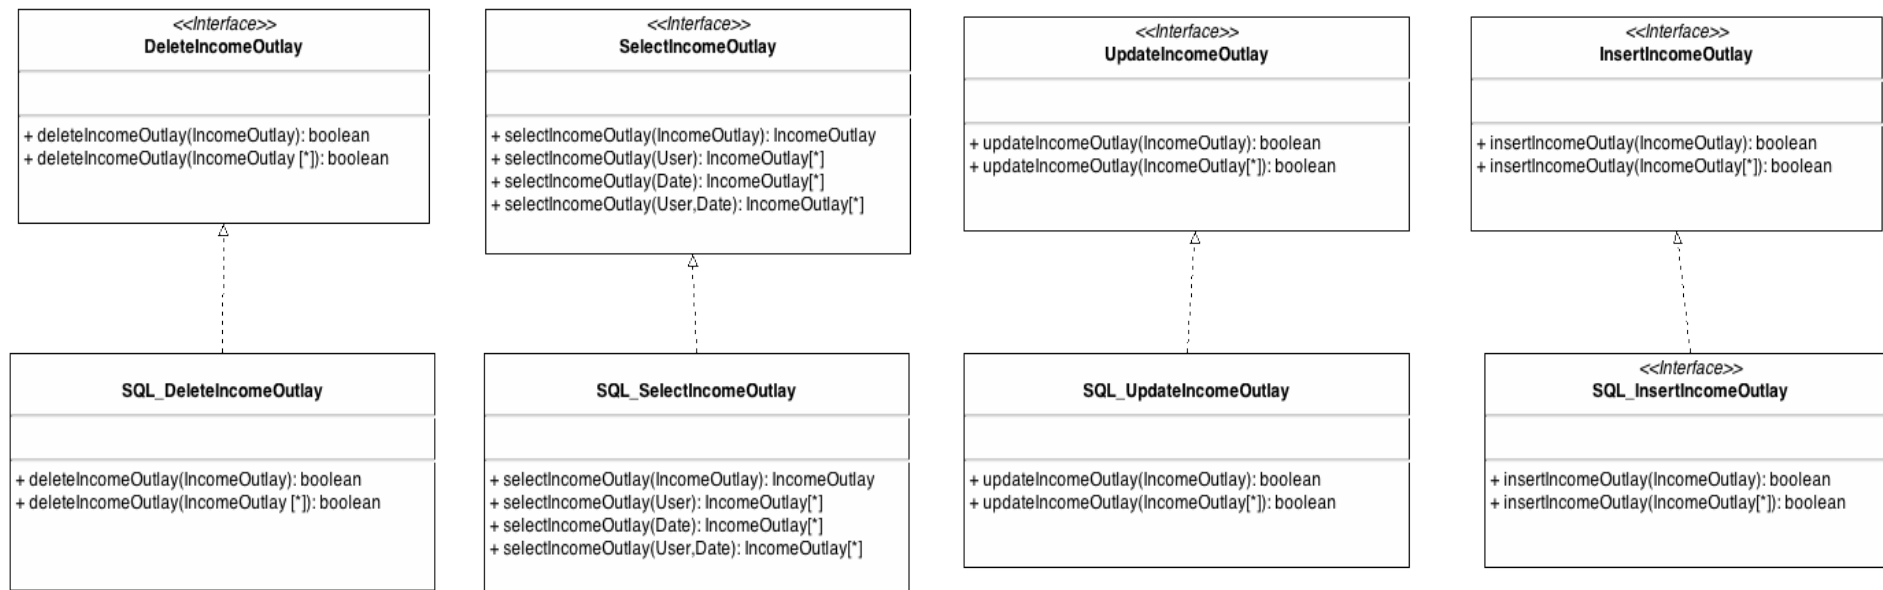 <<Interface>>
DeleteIncomeOutlay
+ deleteIncomeOutlay(IncomeOutlay): boolean
+ deleteIncomeOutlay(IncomeOutlay [*]): boolean
<<Interface>>
SelectIncomeOutlay
+ selectIncomeOutlay(IncomeOutlay): IncomeOutlay
+ selectIncomeOutlay(User): IncomeOutlay[*]
+ selectIncomeOutlay(Date): IncomeOutlay[*]
+ selectIncomeOutlay(User,Date): IncomeOutlay[*]
<<Interface>>
UpdateIncomeOutlay
+ updateIncomeOutlay(IncomeOutlay): boolean
+ updateIncomeOutlay(IncomeOutlay[*]): boolean
<<Interface>>
InsertIncomeOutlay
+ insertIncomeOutlay(IncomeOutlay): boolean
+ insertIncomeOutlay(IncomeOutlay[*]): boolean
SQL_DeleteIncomeOutlay
+ deleteIncomeOutlay(IncomeOutlay): boolean
+ deleteIncomeOutlay(IncomeOutlay [*]): boolean
SQL_SelectIncomeOutlay
+ selectIncomeOutlay(IncomeOutlay): IncomeOutlay
+ selectIncomeOutlay(User): IncomeOutlay[*]
+ selectIncomeOutlay(Date): IncomeOutlay[*]
+ selectIncomeOutlay(User,Date): IncomeOutlay[*]
SQL_UpdateIncomeOutlay
+ updateIncomeOutlay(IncomeOutlay): boolean
+ updateIncomeOutlay(IncomeOutlay[*]): boolean
<<Interface>>
SQL_InsertIncomeOutlay
+ insertIncomeOutlay(IncomeOutlay): boolean
+ insertIncomeOutlay(IncomeOutlay[*]): boolean